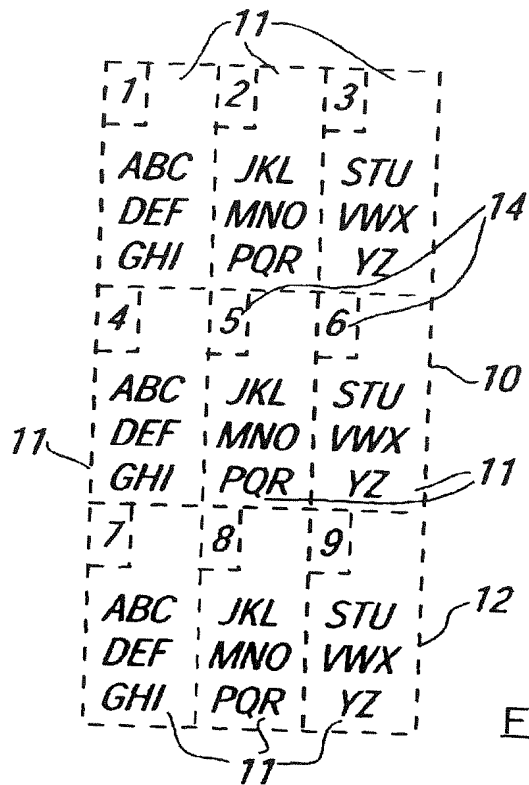 11
1 2 3
ABC JKL STU
DEF MNO VWX
GHI PQR YZ
14
4 5 6
10
ABC JKL STU
DEF MNO VWX
11 GHI PQR YZ 11
7 8 9
12
ABC JKL STU
DEF MNO VWX
GHI PQR YZ
11
F